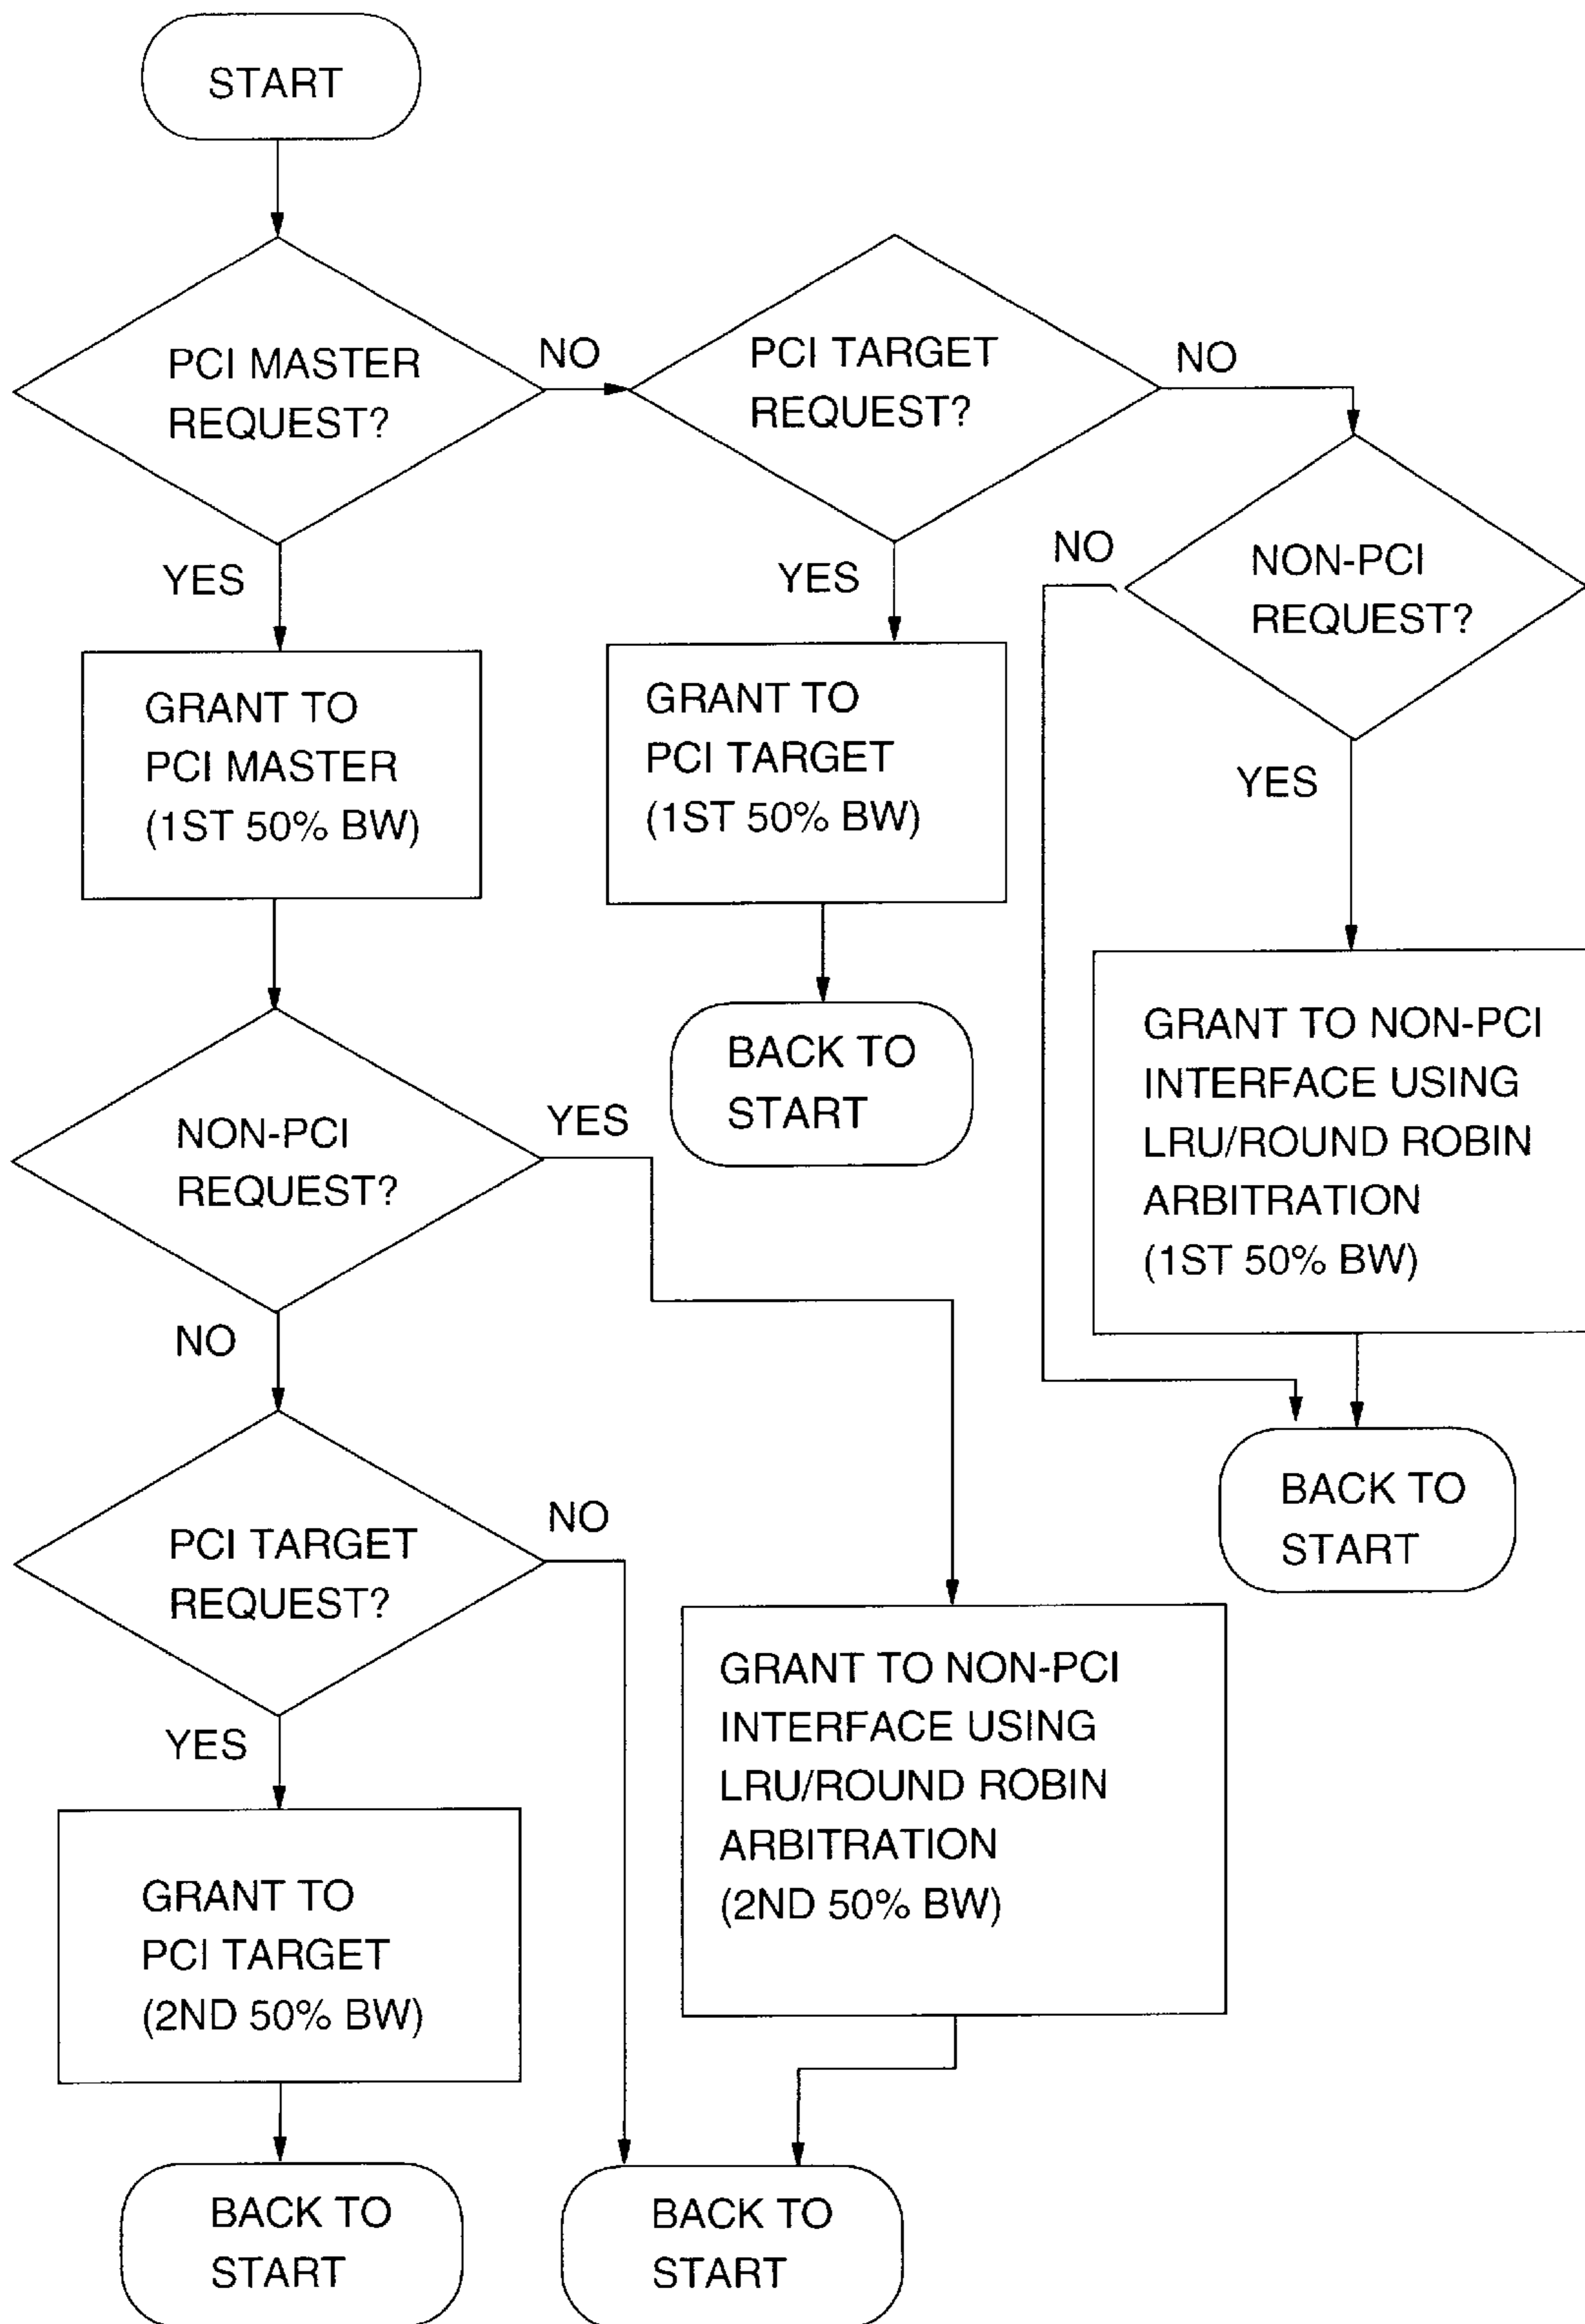 START
PCI MASTER
REQUEST?
NO
PCI TARGET
REQUEST?
NO
YES
YES
NO
NON-PCI
REQUEST?
YES
GRANT TO
PCI MASTER
(1ST 50% BW)
GRANT TO
PCI TARGET
(1ST 50% BW)
BACK TO
START
GRANT TO NON-PCI
INTERFACE USING
LRU/ROUND ROBIN
ARBITRATION
(1ST 50% BW)
BACK TO
START
NON-PCI
REQUEST?
YES
NO
PCI TARGET
REQUEST?
NO
YES
GRANT TO NON-PCI
INTERFACE USING
LRU/ROUND ROBIN
ARBITRATION
(2ND 50% BW)
GRANT TO
PCI TARGET
(2ND 50% BW)
BACK TO
START
BACK TO
START